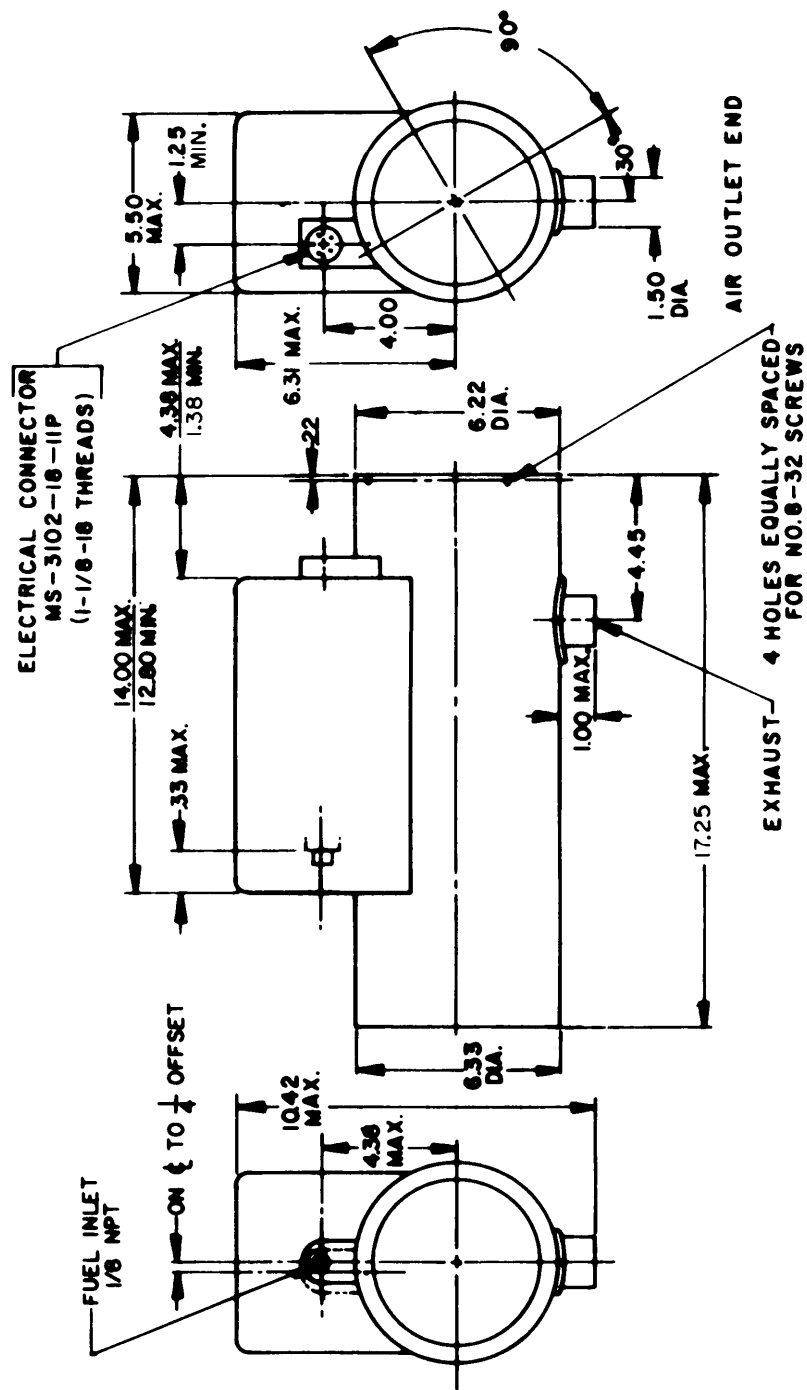 FUEL INLET
1/8 NPT
ON ℄ TO 1/4 OFFSET
10.42
MAX.
4.38
MAX.
ELECTRICAL CONNECTOR
MS-3102-18-11P
(1-1/8-18 THREADS)
14.00 MAX.
12.80 MIN.
4.38 MAX
1.38 MIN.
.33 MAX.
.22
6.33
DIA.
6.22
DIA.
1.00 MAX.
4.45
17.25 MAX.
EXHAUST
4 HOLES EQUALLY SPACED
FOR NO.8-32 SCREWS
5.50
MAX.
1.25
MIN.
6.31 MAX.
4.00
90°
30°
1.50
DIA.
AIR OUTLET END